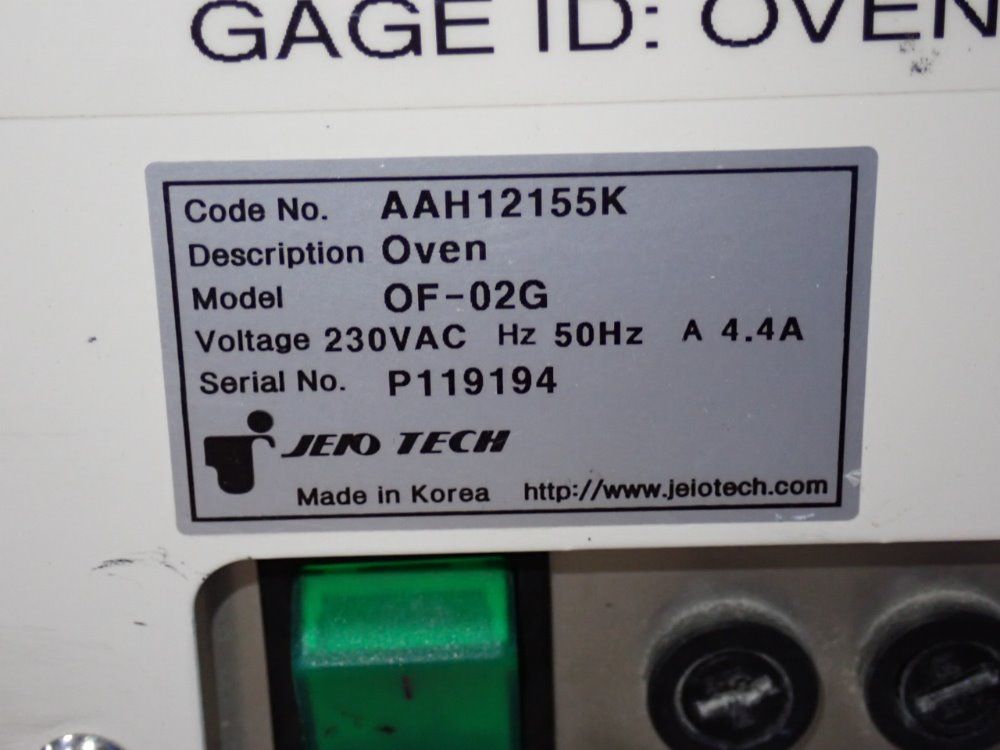 GAGE ID: OVEN
Code No. AAH12155K
Description Oven
Model OF-02G
Voltage 230VAC Hz 50Hz A 4.4A
Serial No. P119194
JEIO TECH
Made in Korea http://www.jeiotech.com